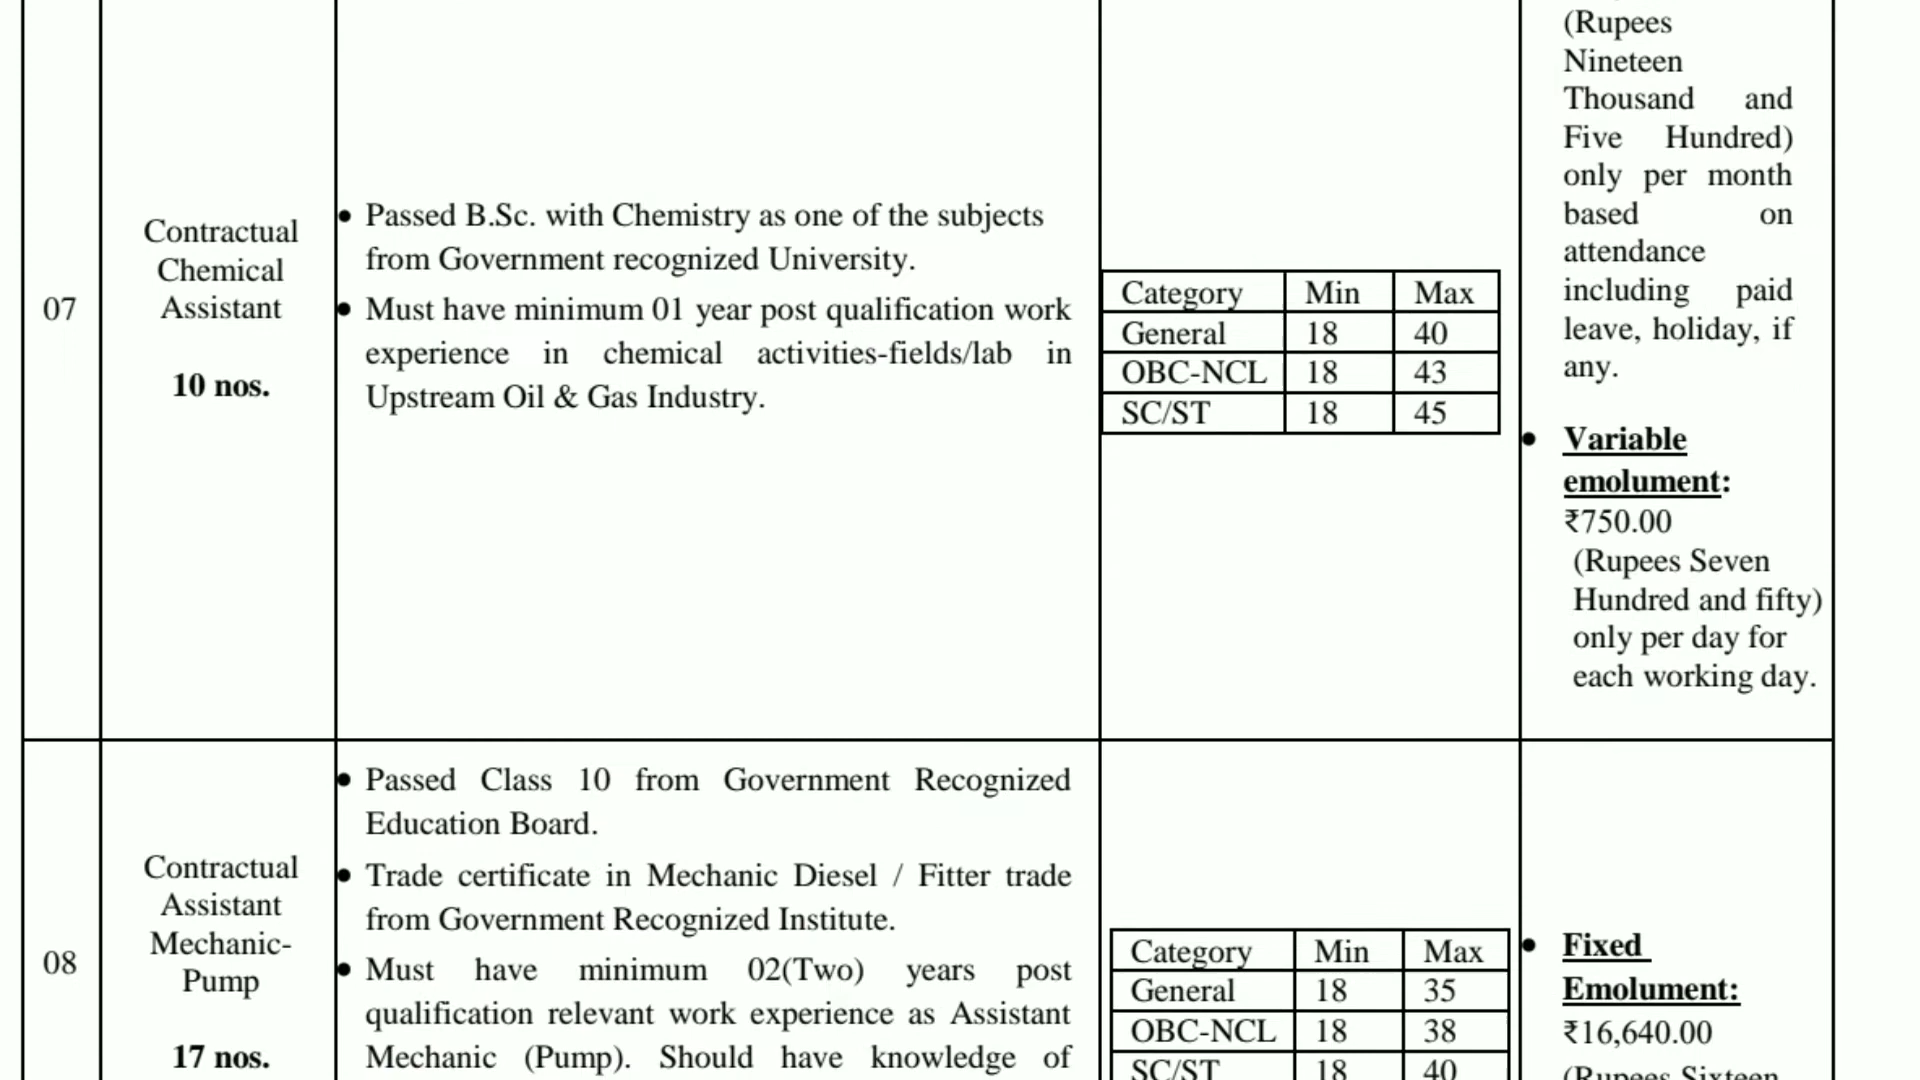 07
Contractual
Chemical
Assistant
10 nos.
• Passed B.Sc. with Chemistry as one of the subjects
from Government recognized University.
• Must have minimum 01 year post qualification work
experience in chemical activities-fields/lab in
Upstream Oil & Gas Industry.
Category Min Max
General 18 40
OBC-NCL 18 43
SC/ST 18 45
(Rupees
Nineteen
Thousand and
Five Hundred)
only per month
based on
attendance
including paid
leave, holiday, if
any.
• Variable
emolument:
₹750.00
(Rupees Seven
Hundred and fifty)
only per day for
each working day.
08
Contractual
Assistant
Mechanic-
Pump
17 nos.
• Passed Class 10 from Government Recognized
Education Board.
• Trade certificate in Mechanic Diesel / Fitter trade
from Government Recognized Institute.
• Must have minimum 02(Two) years post
qualification relevant work experience as Assistant
Mechanic (Pump). Should have knowledge of
Category Min Max
General 18 35
OBC-NCL 18 38
SC/ST 18 40
• Fixed
Emolument:
₹16,640.00
(Rupees Sixteen